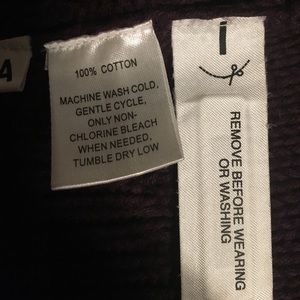 A
100% COTTON
MACHINE WASH COLD,
GENTLE CYCLE,
ONLY NON-
CHLORINE BLEACH
WHEN NEEDED,
TUMBLE DRY LOW
REMOVE BEFORE WEARING
OR WASHING